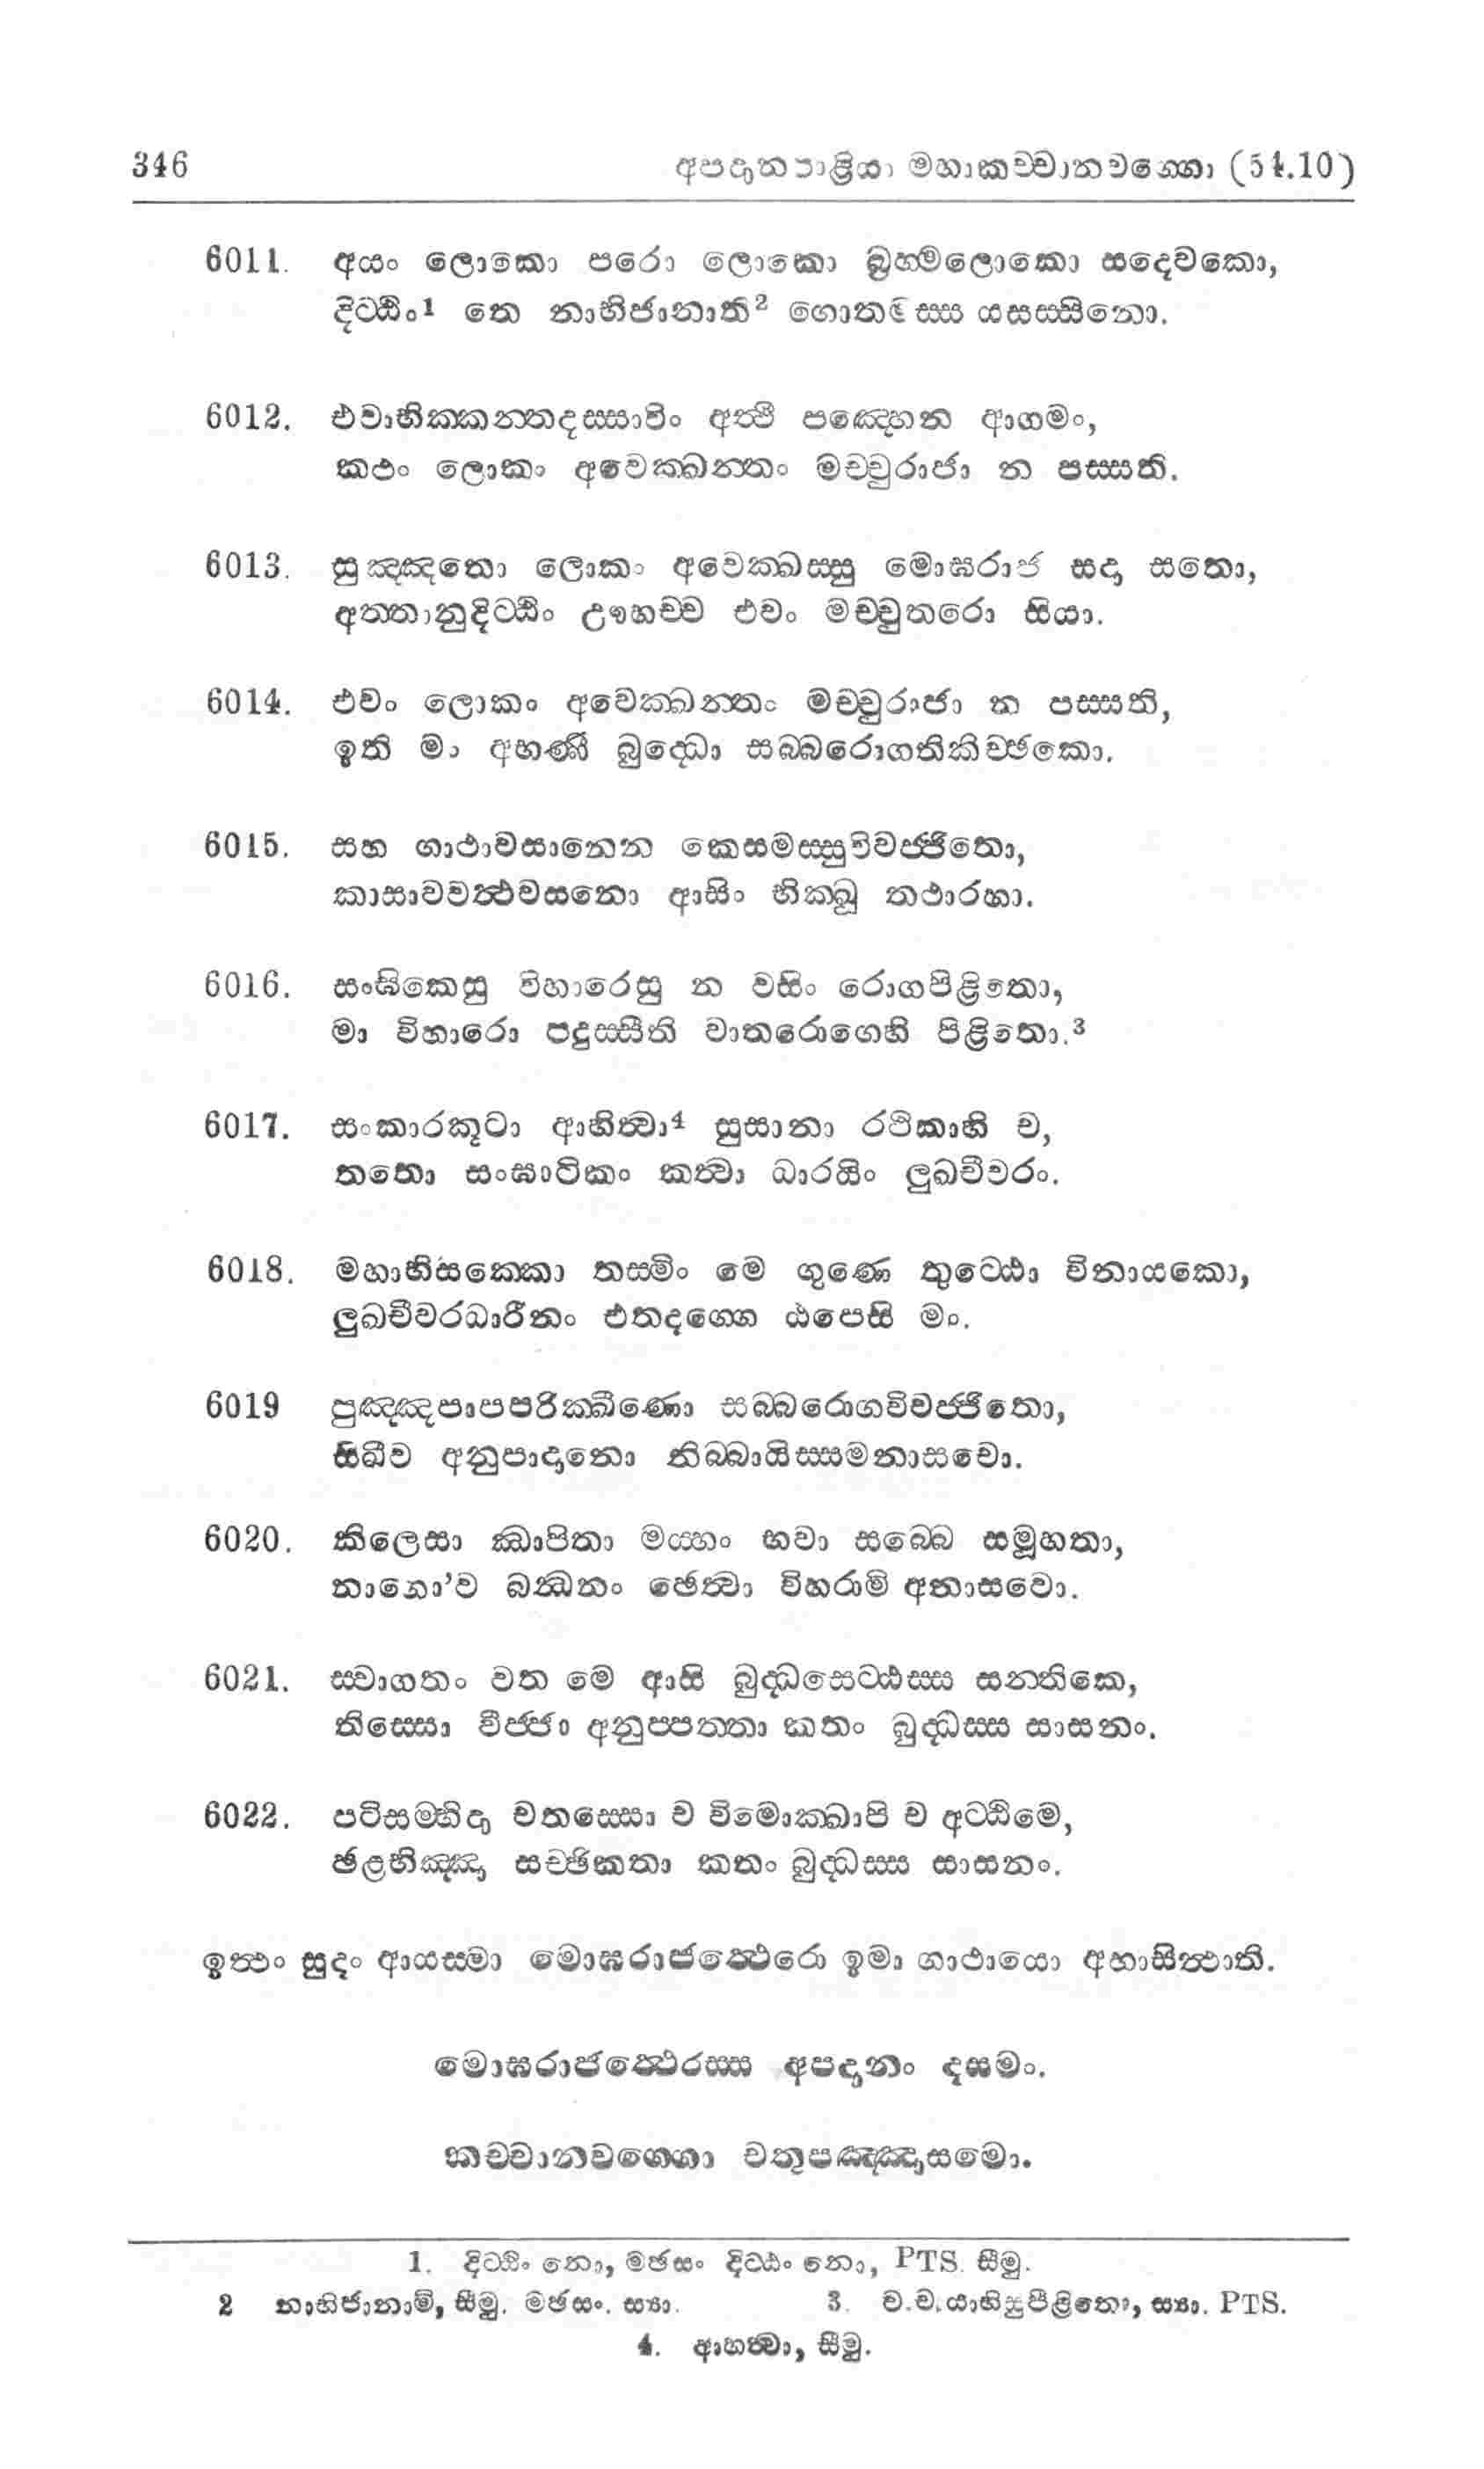 346 අපදානපාළියා මහාකච්චානවග්ගො (54.10)
6011. අයං ලොකො පරො ලොකො බ්‍රහ්මලොකො සදෙවකො,
දිට්ඨිං1 තෙ නාභිජානාති2 ගොතමස්ස යසස්සිනො.
6012. එවාභික්කන්තදස්සාවිං අත්ථි පඤ්හෙන ආගමං,
කථං ලොකං අවෙක්ඛන්තං මච්චුරාජා න පස්සති.
6013. සුඤ්ඤතො ලොකං අවෙක්ඛස්සු මොඝරාජ සදා සතො,
අත්තානුදිට්ඨිං ඌහච්ච එවං මච්චුතරො සියා.
6014. එවං ලොකං අවෙක්ඛන්තං මච්චුරාජා න පස්සති,
ඉති මං අභණී බුද්ධො සබ්බරොගතිකිච්ඡකො.
6015. සහ ගාථාවසානෙන කෙසමස්සුවිවජ්ජිතො,
කාසාවවත්ථවසනො ආසිං භික්ඛූ තථාරහා.
6016. සංඝිකෙසු විහාරෙසු න වසිං රොගපිළිතො,
මා විහාරො පදුස්සීති වාතරොගෙහි පිළිතො.3
6017. සංකාරකූටා ආහිත්වා4 සුසානා රථිකාහි ච,
තතො සංඝාටිකං කත්වා ධාරයිං ලුඛචීවරං.
6018. මහාභිසක්කො තස්මිං මෙ ගුණෙ තුට්ඨො විනායකො,
ලුඛචීවරධාරීනං එතදග්ගෙ ඨපෙසි මං.
6019 පුඤ්ඤපාපපරික්ඛීණො සබ්බරොගවිවජ්ජිතො,
සිඛීව අනුපාදානො නිබ්බායිස්සමනාසවො.
6020. කිලෙසා ඣාපිතා මය්හං භවා සබ්බෙ සමූහතා,
නාගො'ව බන්ධනං ඡෙත්වා විහරාමි අනාසවො.
6021. ස්වාගතං වත මෙ ආසි බුද්ධසෙට්ඨස්ස සන්තිකෙ,
තිස්සො විජ්ජා අනුප්පත්තා කතං බුද්ධස්ස සාසනං.
6022. පටිසම්භිදා චතස්සො ච විමොක්ඛාපි ච අට්ඨිමෙ,
ඡළභිඤ්ඤා සච්ඡිකතා කතං බුද්ධස්ස සාසනං.
ඉත්ථං සුදං ආයස්මා මොඝරාජත්ථෙරො ඉමා ගාථායො අභාසිත්ථාති.
මොඝරාජත්ථෙරස්ස අපදානං දසමං.
කච්චානවග්ගො චතුපඤ්ඤාසමො.
1. දිට්ඨිං නො, මඡසං දිට්ඨං නො, PTS. සීමු.
2 නාභිජානාමි, සීමු. මඡසං. ස්‍යා. 3. පීළිතො, ස්‍යා. PTS.
4. ආහත්වා, සීමු.